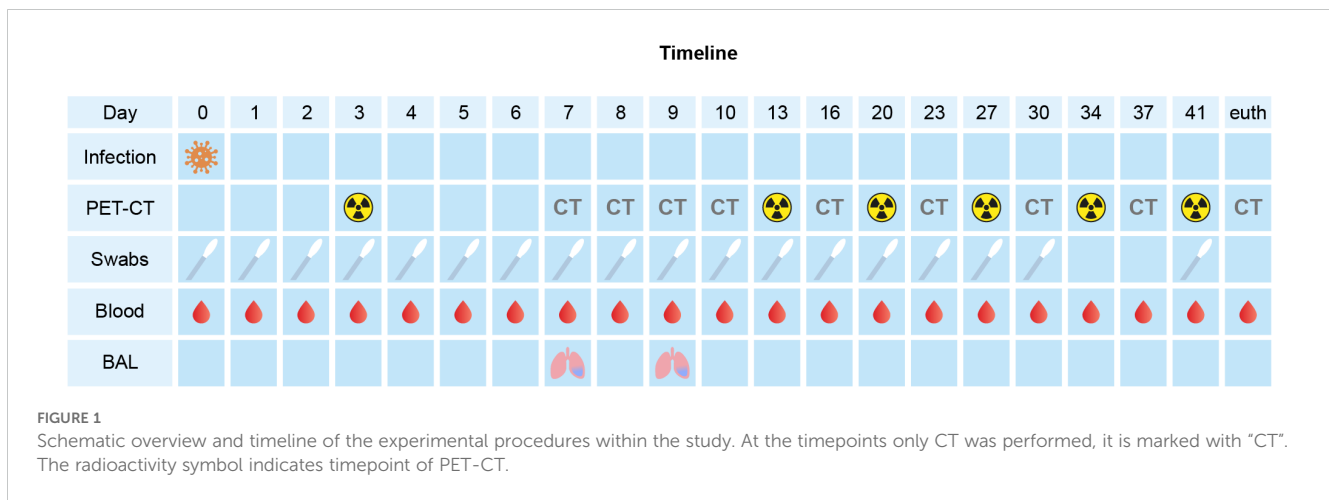 Timeline
Day 0 1 2 3 4 5 6 7 8 9 10 13 16 20 23 27 30 34 37 41 euth
Infection
PET-CT CT CT CT CT CT CT CT CT CT
Swabs
Blood
BAL
FIGURE 1
Schematic overview and timeline of the experimental procedures within the study. At the timepoints only CT was performed, it is marked with “CT”.
The radioactivity symbol indicates timepoint of PET-CT.